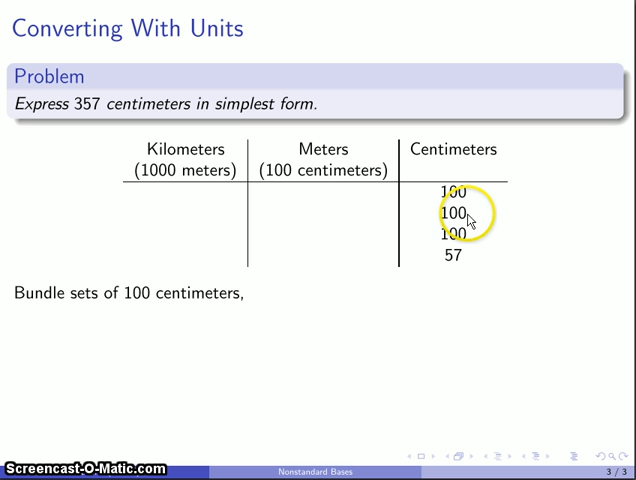 Converting With Units
Problem
Express 357 centimeters in simplest form.
Kilometers Meters Centimeters
(1000 meters) (100 centimeters)
100
100
100
57
Bundle sets of 100 centimeters,
Screencast-O-Matic.com
Nonstandard Bases
3 / 3